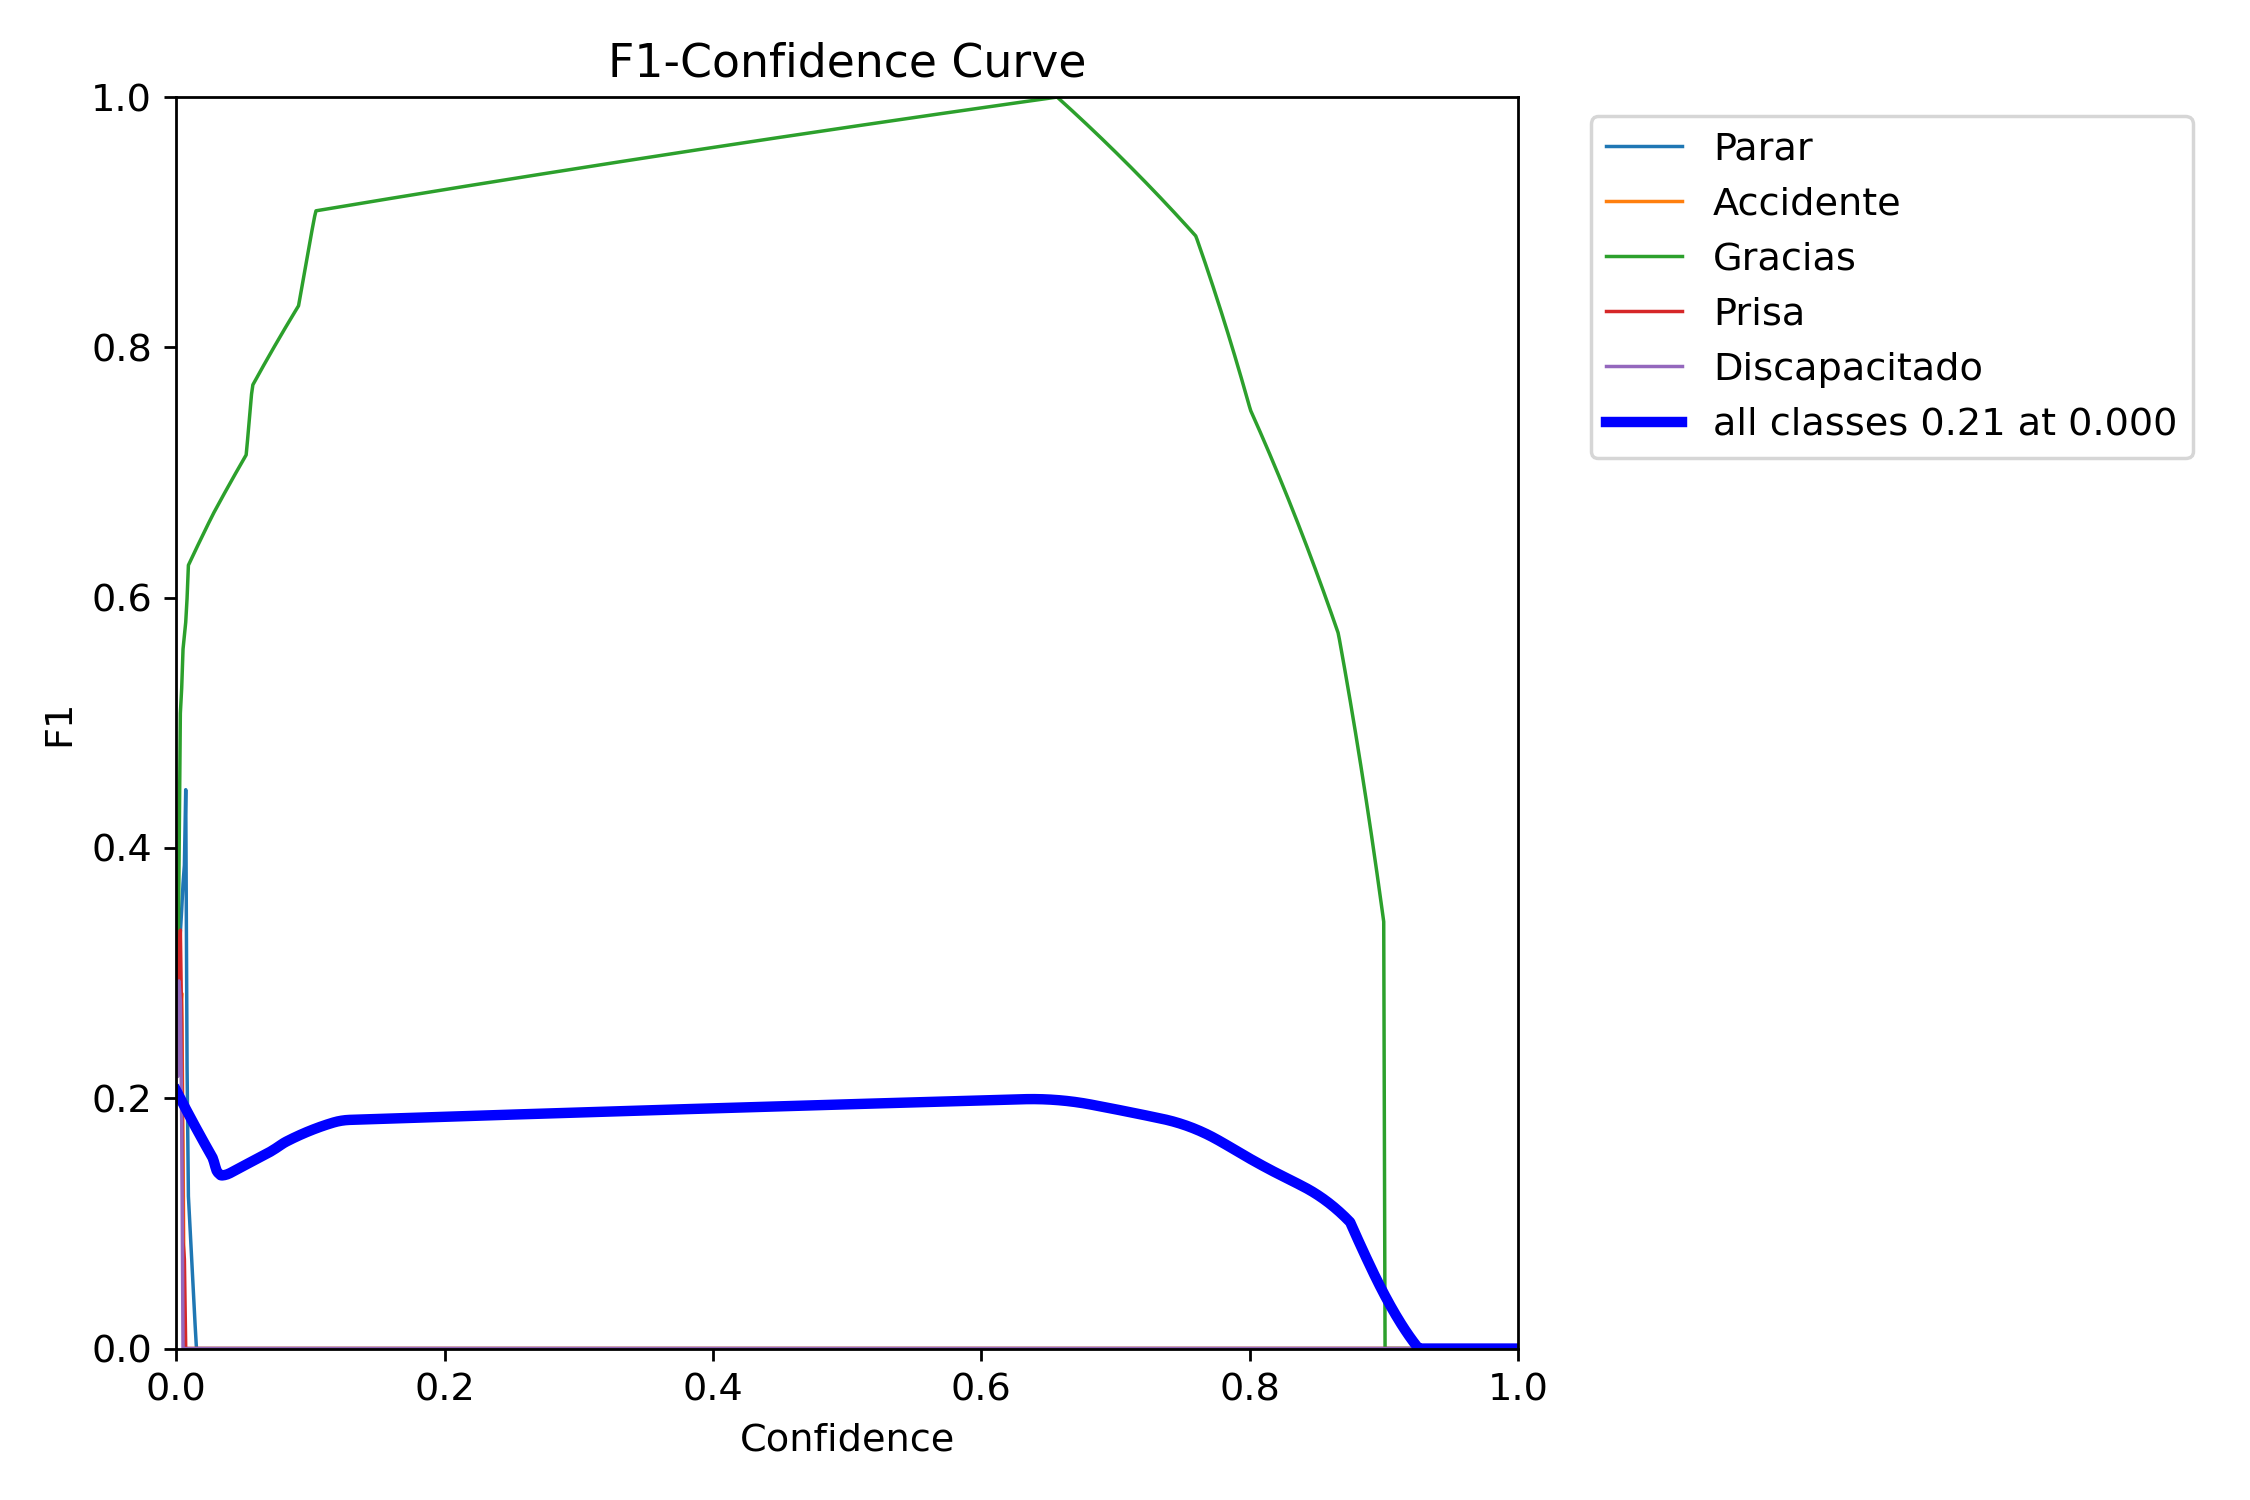 F1-Confidence Curve
1.0
0.8
0.6
0.4
0.2
0.0
F1
0.0 0.2 0.4 0.6 0.8 1.0
Confidence
Parar
Accidente
Gracias
Prisa
Discapacitado
all classes 0.21 at 0.000